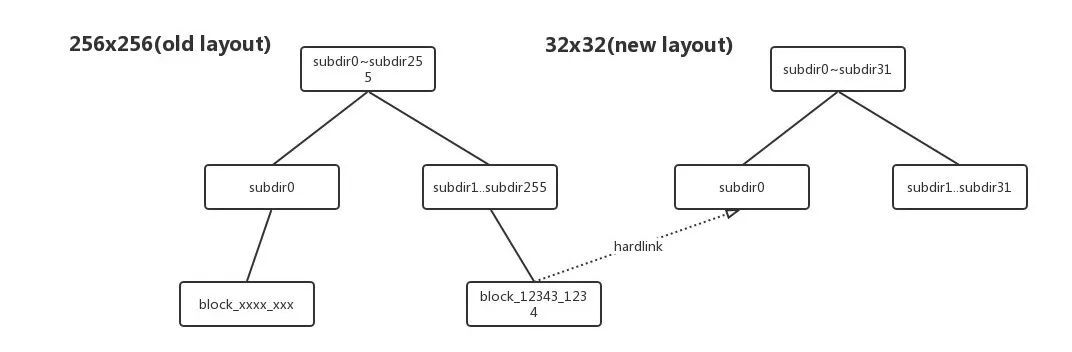 256x256(old layout)
32x32(new layout)
subdir0~subdir25
5
subdir0~subdir31
subdir0
subdir1..subdir255
subdir0
subdir1..subdir31
hardlink
block_xxxx_xxx
block_12343_123
4